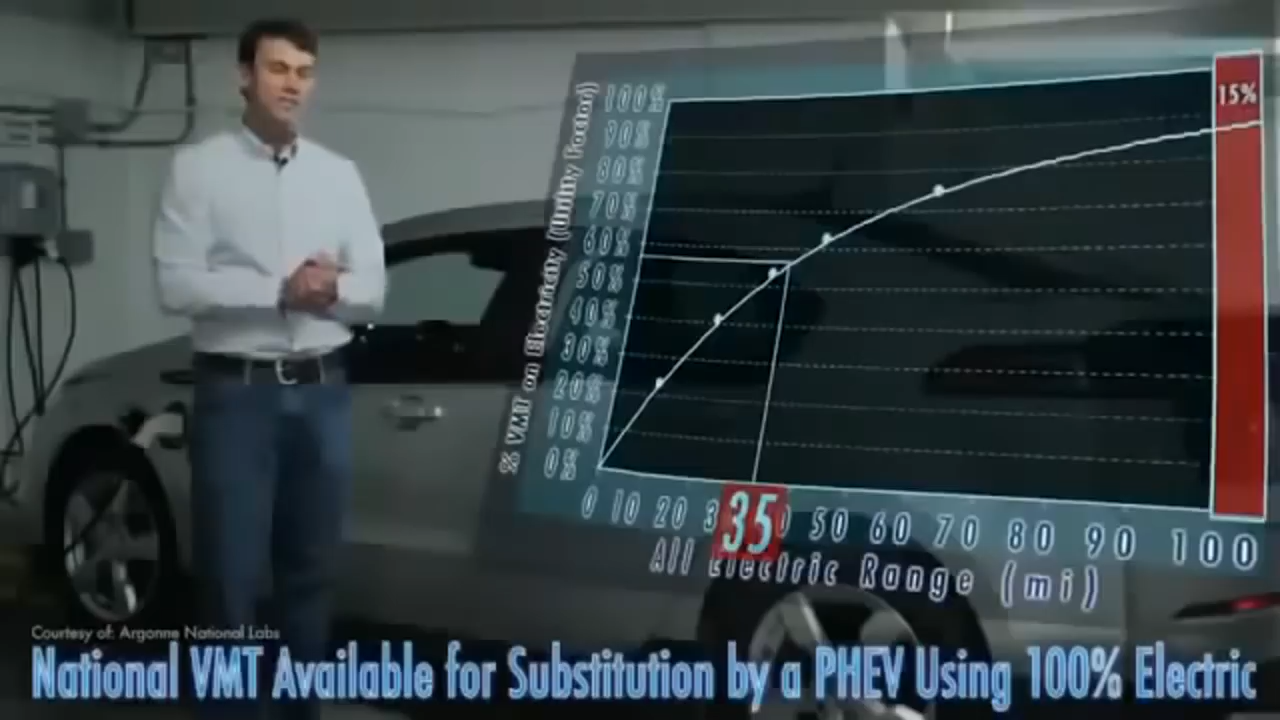 15%
100%
90%
80%
70%
60%
50%
40%
30%
20%
10%
0%
% VMT on Electricity (Utility Factor)
0 10 20 3 35 0 50 60 70 80 90 100
All Electric Range (mi)
Courtesy of: Argonne National Labs
National VMT Available for Substitution by a PHEV Using 100% Electric